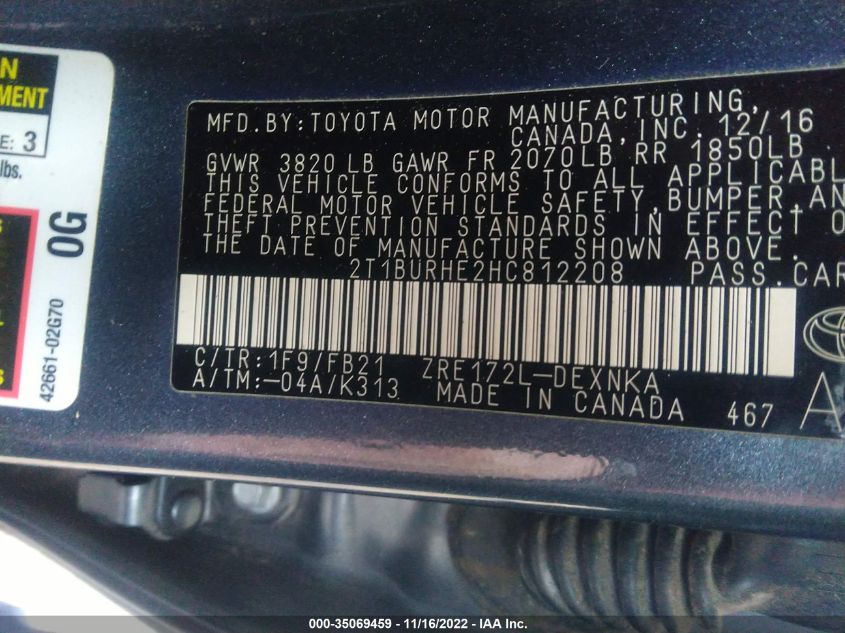 N
MENT
E: 3
lbs.
0G
42661-02G70
MFD.BY:TOYOTA MOTOR MANUFACTURING,
CANADA,INC. 12/16
GVWR 3820 LB GAWR FR 2070LB RR 1850LB
THIS VEHICLE CONFORMS TO ALL APPLICABL
FEDERAL MOTOR VEHICLE SAFETY,BUMPER,AN
THEFT PREVENTION STANDARDS IN EFFECT O
THE DATE OF MANUFACTURE SHOWN ABOVE.
2T1BURHE2HC812208 PASS.CAR
C/TR:1F9/FB21 ZRE172L-DEXNKA
A/TM:-04A/K313 MADE IN CANADA 467 A
000-35069459 - 11/16/2022 - IAA Inc.